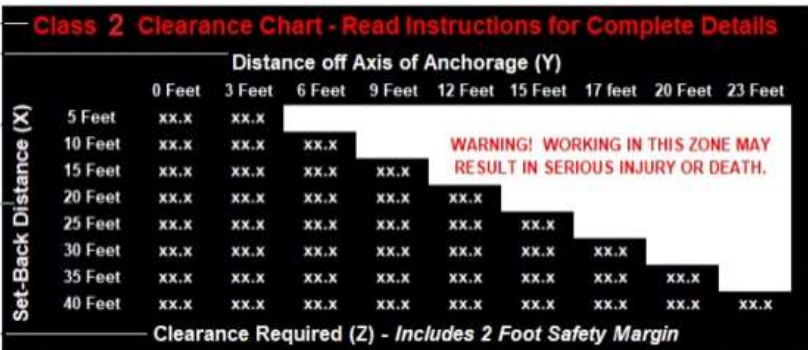 Class 2 Clearance Chart - Read Instructions for Complete Details
Distance off Axis of Anchorage (Y)
0 Feet 3 Feet 6 Feet 9 Feet 12 Feet 15 Feet 17 feet 20 Feet 23 Feet
Set-Back Distance (X)
5 Feet xx.x xx.x
10 Feet xx.x xx.x xx.x
15 Feet xx.x xx.x xx.x xx.x
20 Feet xx.x xx.x xx.x xx.x xx.x
25 Feet xx.x xx.x xx.x xx.x xx.x xx.x
30 Feet xx.x xx.x xx.x xx.x xx.x xx.x xx.x
35 Feet xx.x xx.x xx.x xx.x xx.x xx.x xx.x xx.x
40 Feet xx.x xx.x xx.x xx.x xx.x xx.x xx.x xx.x xx.x
WARNING! WORKING IN THIS ZONE MAY
RESULT IN SERIOUS INJURY OR DEATH.
Clearance Required (Z) - Includes 2 Foot Safety Margin